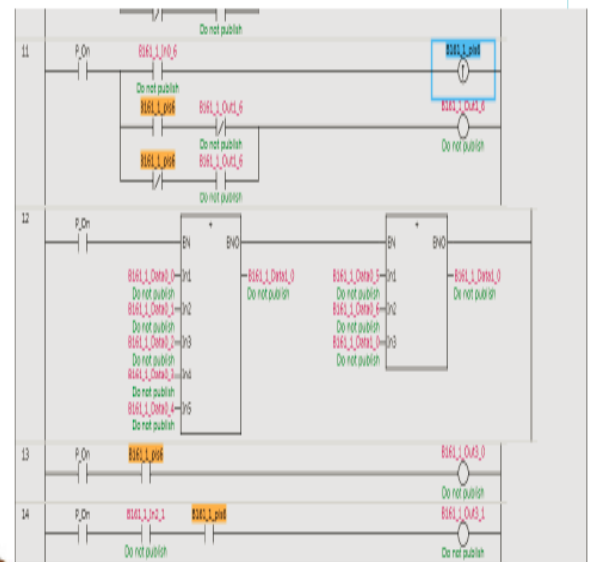 Do not publish
11 P_On B161_1_In0_6 B161_1_pls6
Do not publish
B161_1_pls6 B161_1_Out1_6 B161_1_Out1_6
Do not publish Do not publish
B161_1_pls6 B161_1_Out1_6
Do not publish
12 P_On
+ +
EN ENO EN ENO
B161_1_Data0_0 In1 B161_1_Data1_0 B161_1_Data0_5 In1 B161_1_Data1_0
Do not publish Do not publish Do not publish Do not publish
B161_1_Data0_1 In2 B161_1_Data0_6 In2
Do not publish Do not publish
B161_1_Data0_2 In3 B161_1_Data1_0 In3
Do not publish Do not publish
B161_1_Data0_3 In4
Do not publish
B161_1_Data0_4 In5
Do not publish
13 P_On B161_1_pls6 B161_1_Out3_0
Do not publish
14 P_On B161_1_In2_1 B161_1_pls6 B161_1_Out3_1
Do not publish Do not publish